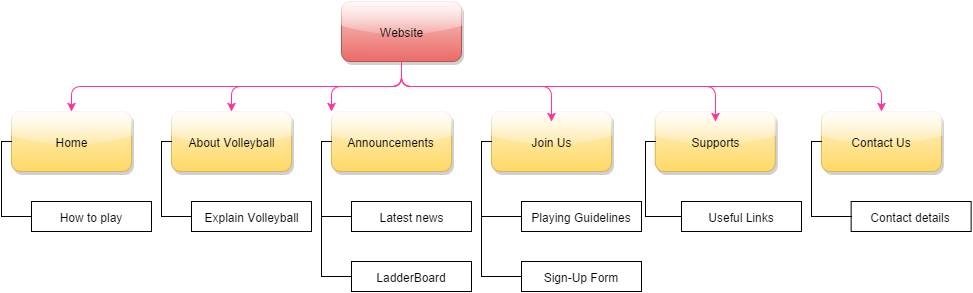 Website
Home
About Volleyball
Announcements
Join Us
Supports
Contact Us
How to play
Explain Volleyball
Latest news
Playing Guidelines
Useful Links
Contact details
LadderBoard
Sign-Up Form